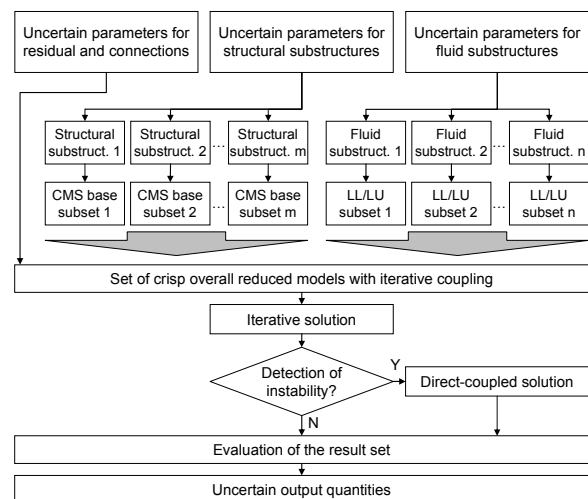 Uncertain parameters for
residual and connections
Uncertain parameters for
structural substructures
Uncertain parameters for
fluid substructures
Structural
substruct. 1
Structural
substruct. 2
...
Structural
substruct. m
Fluid
substruct. 1
Fluid
substruct. 2
...
Fluid
substruct. n
CMS base
subset 1
CMS base
subset 2
...
CMS base
subset m
LL/LU
subset 1
LL/LU
subset 2
...
LL/LU
subset n
Set of crisp overall reduced models with iterative coupling
Iterative solution
Detection of
instability?
Y
Direct-coupled solution
N
Evaluation of the result set
Uncertain output quantities